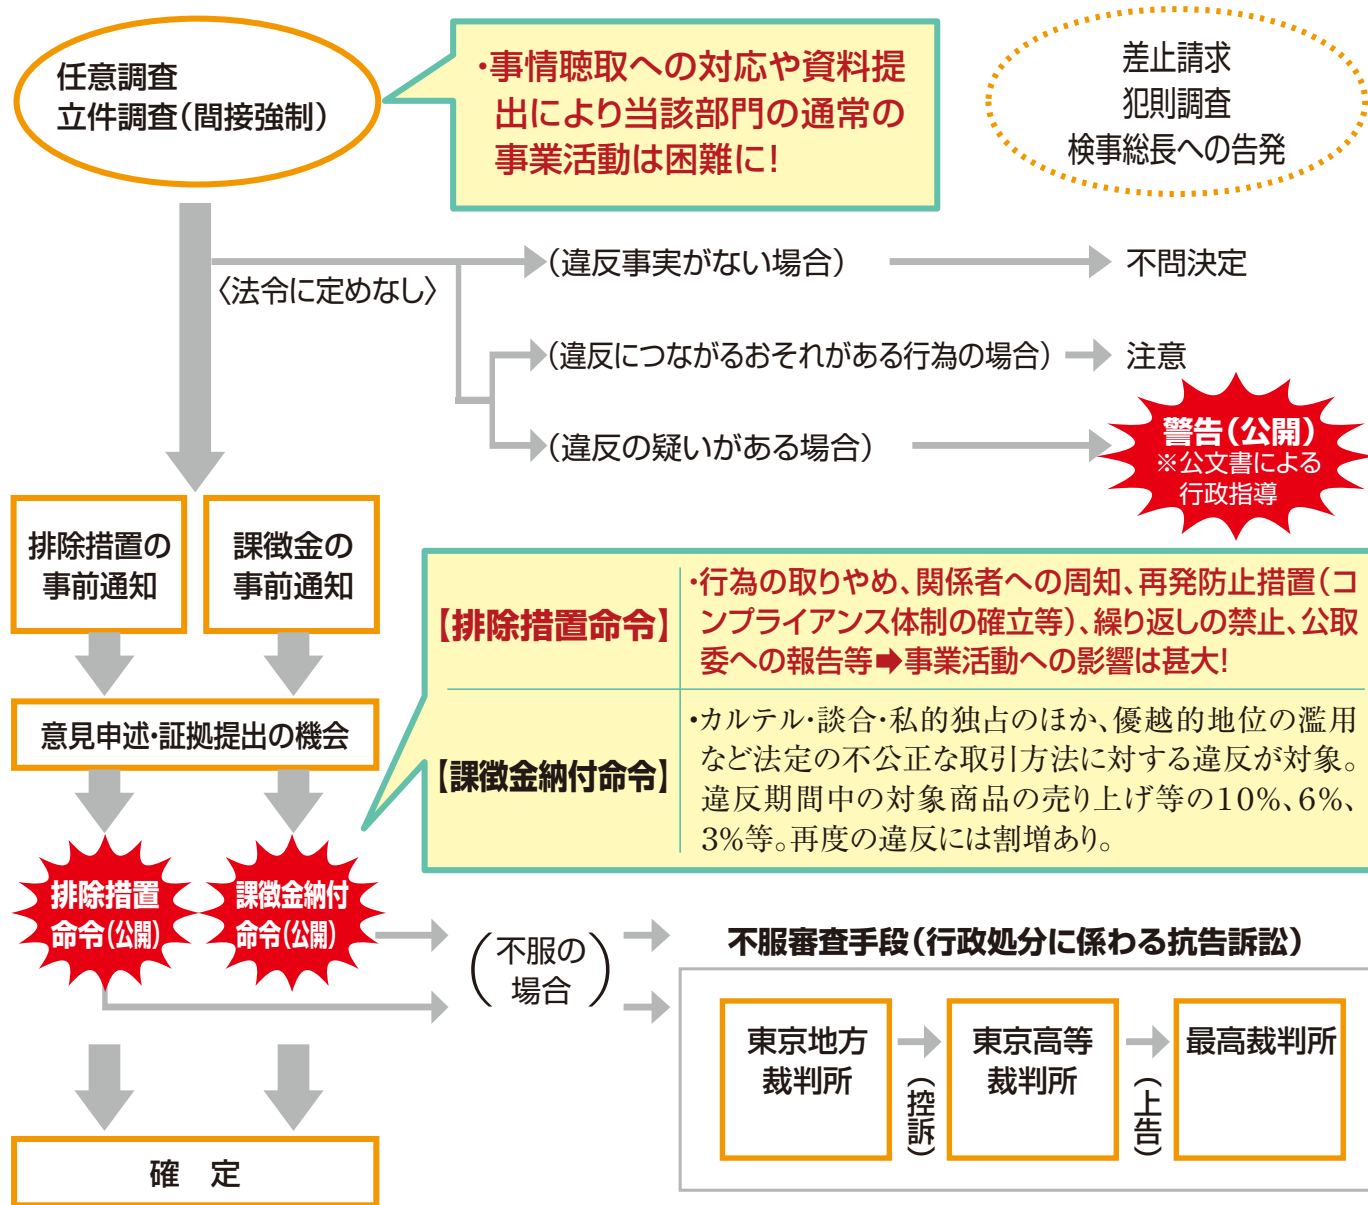 任意調査
立件調査(間接強制)
・事情聴取への対応や資料提
出により当該部門の通常の
事業活動は困難に!
差止請求
犯則調査
検事総長への告発
〈法令に定めなし〉
(違反事実がない場合)
不問決定
(違反につながるおそれがある行為の場合)
注意
(違反の疑いがある場合)
警告(公開)
※公文書による
行政指導
排除措置の
事前通知
課徴金の
事前通知
意見申述・証拠提出の機会
【排除措置命令】
・行為の取りやめ、関係者への周知、再発防止措置(コ
ンプライアンス体制の確立等)、繰り返しの禁止、公取
委への報告等➡事業活動への影響は甚大!
【課徴金納付命令】
・カルテル・談合・私的独占のほか、優越的地位の濫用
など法定の不公正な取引方法に対する違反が対象。
違反期間中の対象商品の売り上げ等の10%、6%、
3%等。再度の違反には割増あり。
排除措置
命令(公開)
課徴金納付
命令(公開)
(不服の
場合)
不服審査手段(行政処分に係わる抗告訴訟)
東京地方
裁判所
(控訴)
東京高等
裁判所
(上告)
最高裁判所
確 定